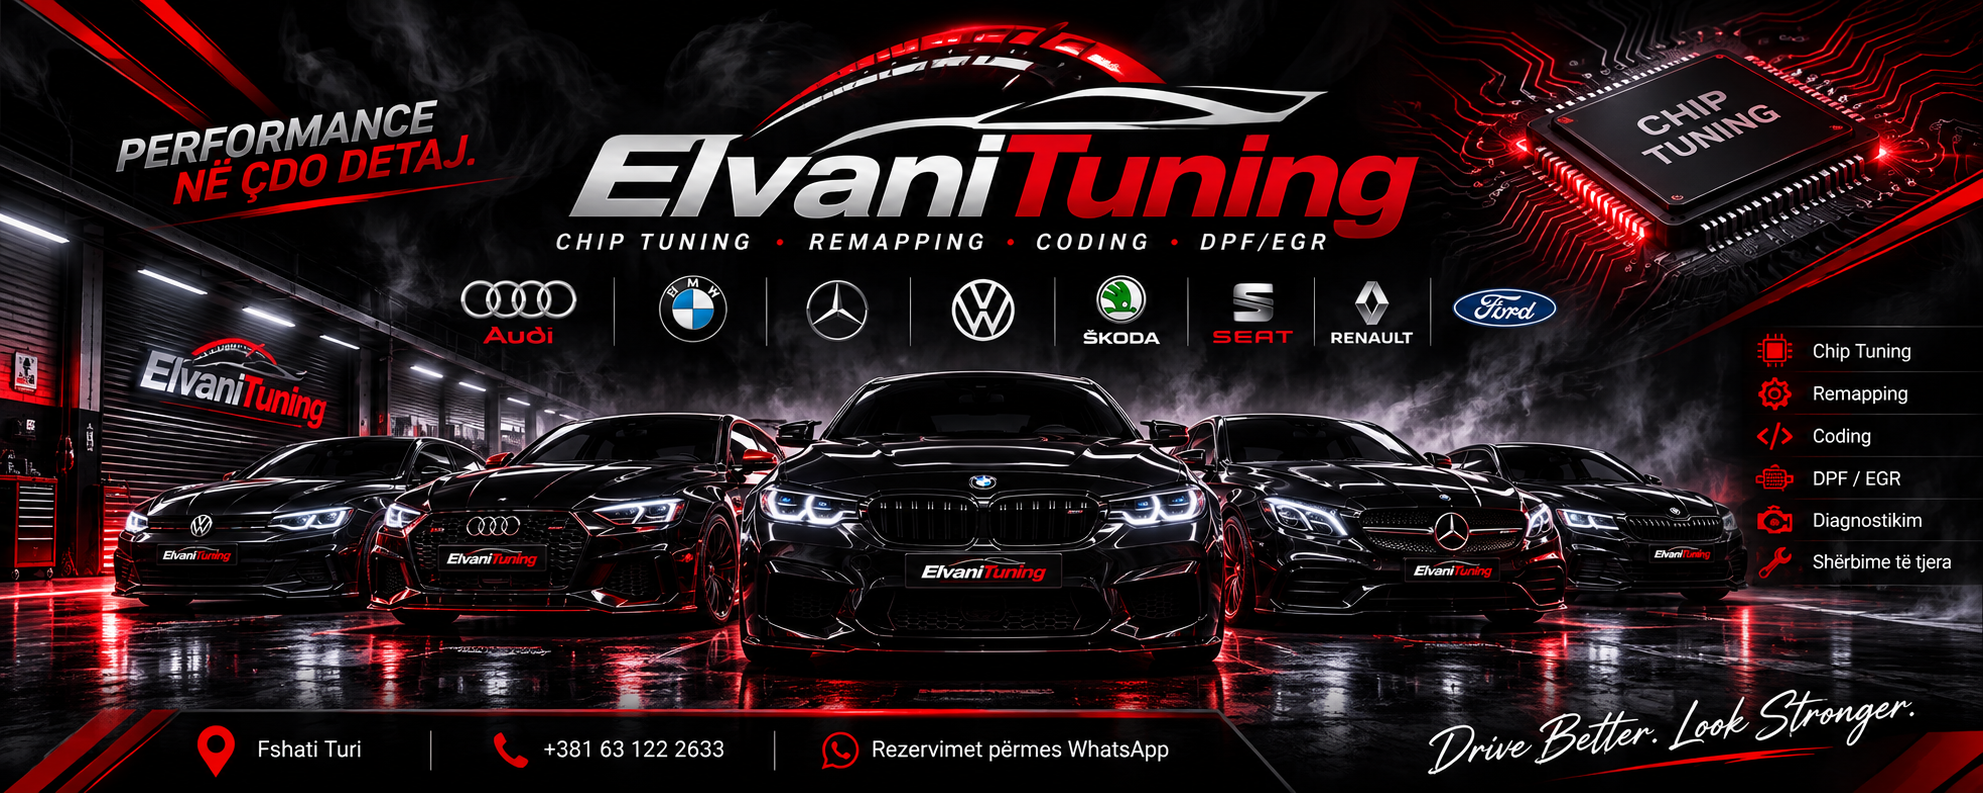 PERFORMANCE
NË ÇDO DETAJ.
ElvaniTuning
CHIP TUNING • REMAPPING • CODING • DPF/EGR
CHIP
TUNING
Audi
BMW
ŠKODA
SEAT
RENAULT
Ford
ElvaniTuning
Chip Tuning
Remapping
</> Coding
DPF / EGR
Diagnostikim
Shërbime të tjera
ElvaniTuning
ElvaniTuning
ElvaniTuning
ElvaniTuning
ElvaniTuning
Fshati Turi
+381 63 122 2633
Rezervimet përmes WhatsApp
Drive Better. Look Stronger.